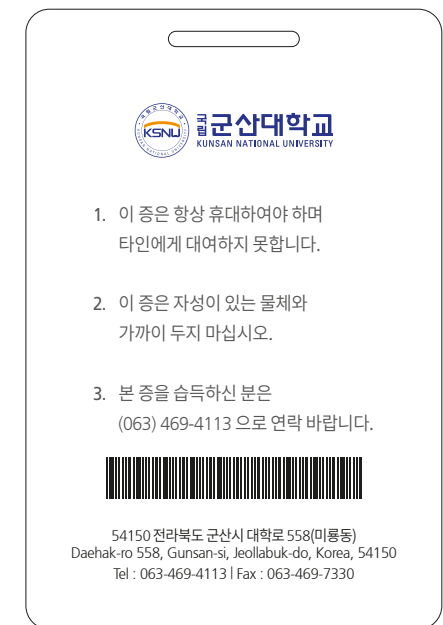 국립군산대학교
KUNSAN NATIONAL UNIVERSITY
KSNU
1. 이 증은 항상 휴대하여야 하며
타인에게 대여하지 못합니다.
2. 이 증은 자성이 있는 물체와
가까이 두지 마십시오.
3. 본 증을 습득하신 분은
(063) 469-4113 으로 연락 바랍니다.
54150 전라북도 군산시 대학로 558(미룡동)
Daehak-ro 558, Gunsan-si, Jeollabuk-do, Korea, 54150
Tel : 063-469-4113 l Fax : 063-469-7330